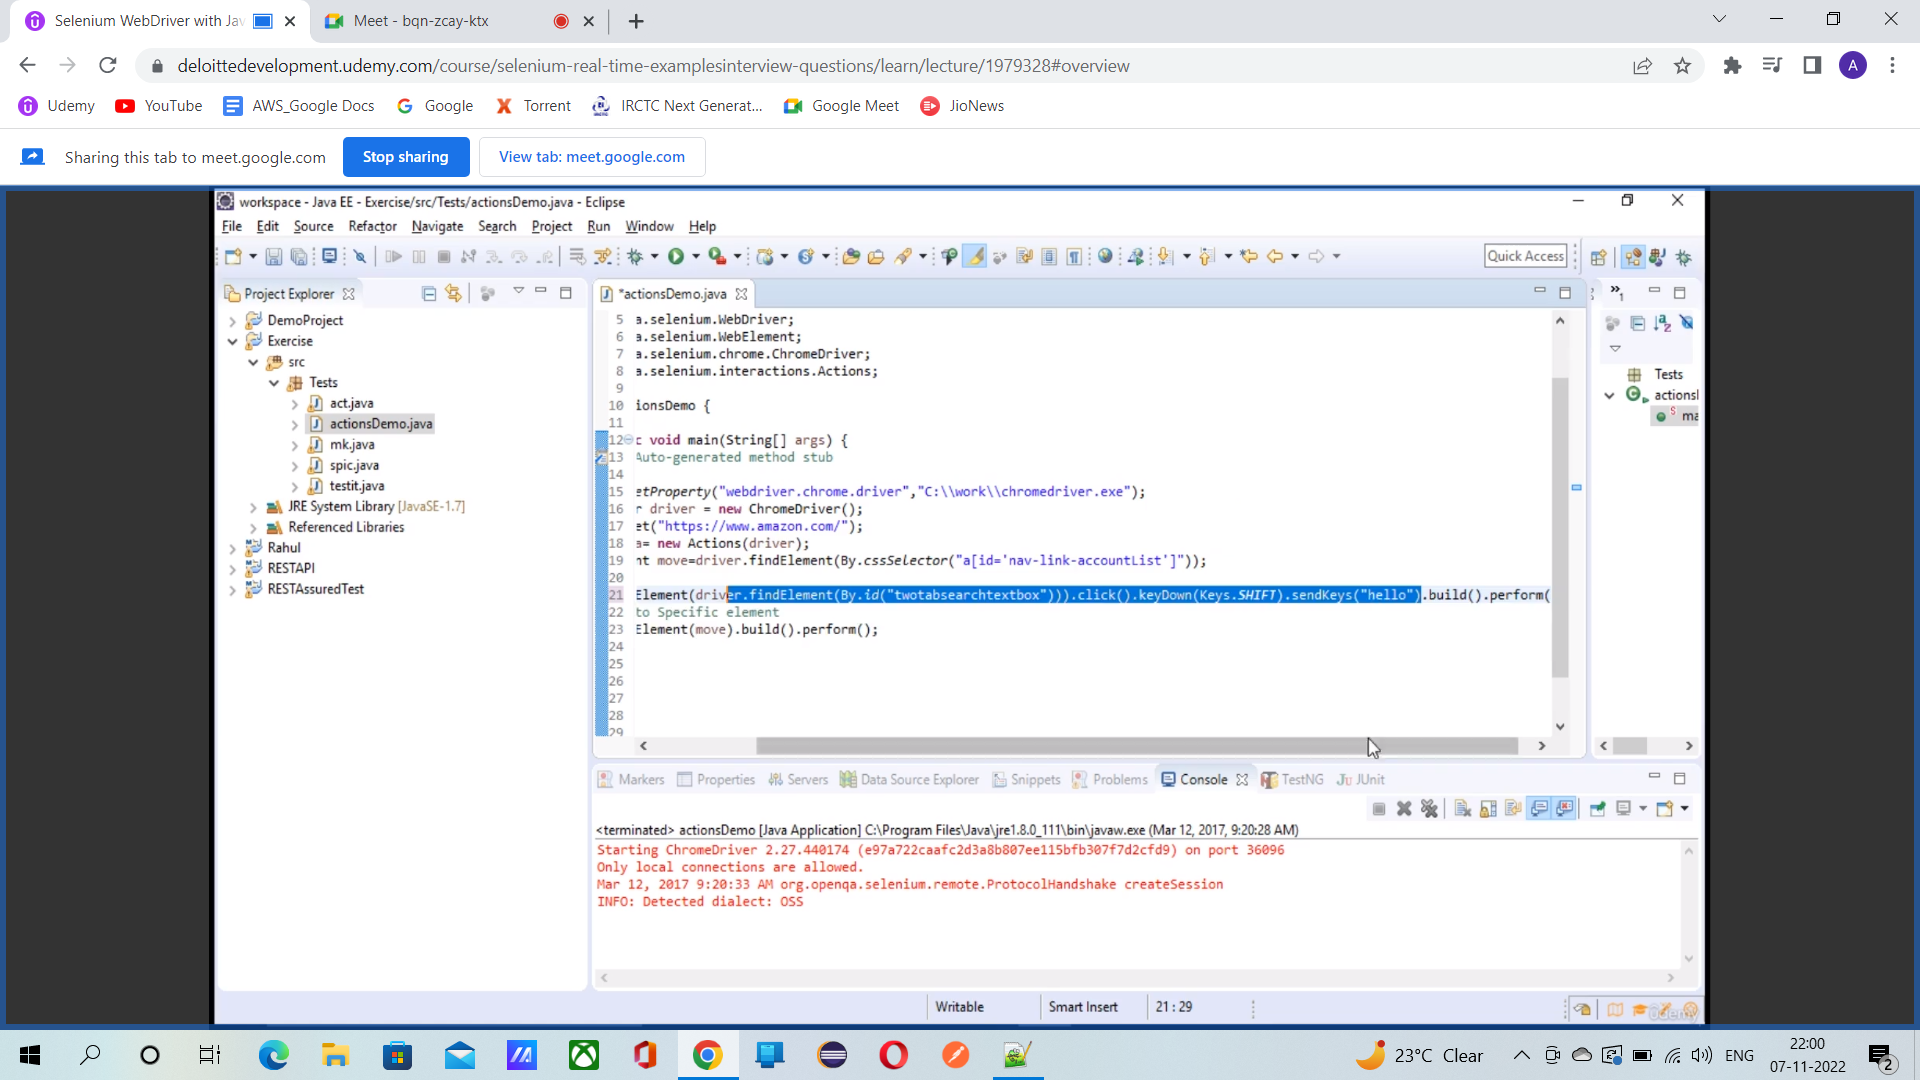 Selenium WebDriver with Jav
Meet - bqn-zcay-ktx
deloittedevelopment.udemy.com/course/selenium-real-time-examplesinterview-questions/learn/lecture/1979328#overview
A
Udemy
YouTube
AWS_Google Docs
Google
Torrent
IRCTC Next Generat...
Google Meet
JioNews
Sharing this tab to meet.google.com
Stop sharing
View tab: meet.google.com
workspace - Java EE - Exercise/src/Tests/actionsDemo.java - Eclipse
File Edit Source Refactor Navigate Search Project Run Window Help
Quick Access
Project Explorer
DemoProject
Exercise
src
Tests
act.java
actionsDemo.java
mk.java
spic.java
testit.java
JRE System Library [JavaSE-1.7]
Referenced Libraries
Rahul
RESTAPI
RESTAssuredTest
*actionsDemo.java
5 a.selenium.WebDriver;
6 a.selenium.WebElement;
7 a.selenium.chrome.ChromeDriver;
8 a.selenium.interactions.Actions;
9
10 ionsDemo {
11
12 c void main(String[] args) {
13 Auto-generated method stub
14
15 etProperty("webdriver.chrome.driver","C:\\work\\chromedriver.exe");
16 r driver = new ChromeDriver();
17 et("https://www.amazon.com/");
18 a= new Actions(driver);
19 nt move=driver.findElement(By.cssSelector("a[id='nav-link-accountList']"));
20
21 Element(driver.findElement(By.id("twotabsearchtextbox"))).click().keyDown(Keys.SHIFT).sendKeys("hello").build().perform(
22 to Specific element
23 Element(move).build().perform();
24
25
26
27
28
29
Tests
actions
ma
Markers Properties Servers Data Source Explorer Snippets Problems Console TestNG JUnit
<terminated> actionsDemo [Java Application] C:\Program Files\Java\jre1.8.0_111\bin\javaw.exe (Mar 12, 2017, 9:20:28 AM)
Starting ChromeDriver 2.27.440174 (e97a722caafc2d3a8b807ee115bfb307f7d2cfd9) on port 36096
Only local connections are allowed.
Mar 12, 2017 9:20:33 AM org.openqa.selenium.remote.ProtocolHandshake createSession
INFO: Detected dialect: OSS
Writable
Smart Insert
21 : 29
Udemy
23°C Clear
ENG
22:00
07-11-2022
2